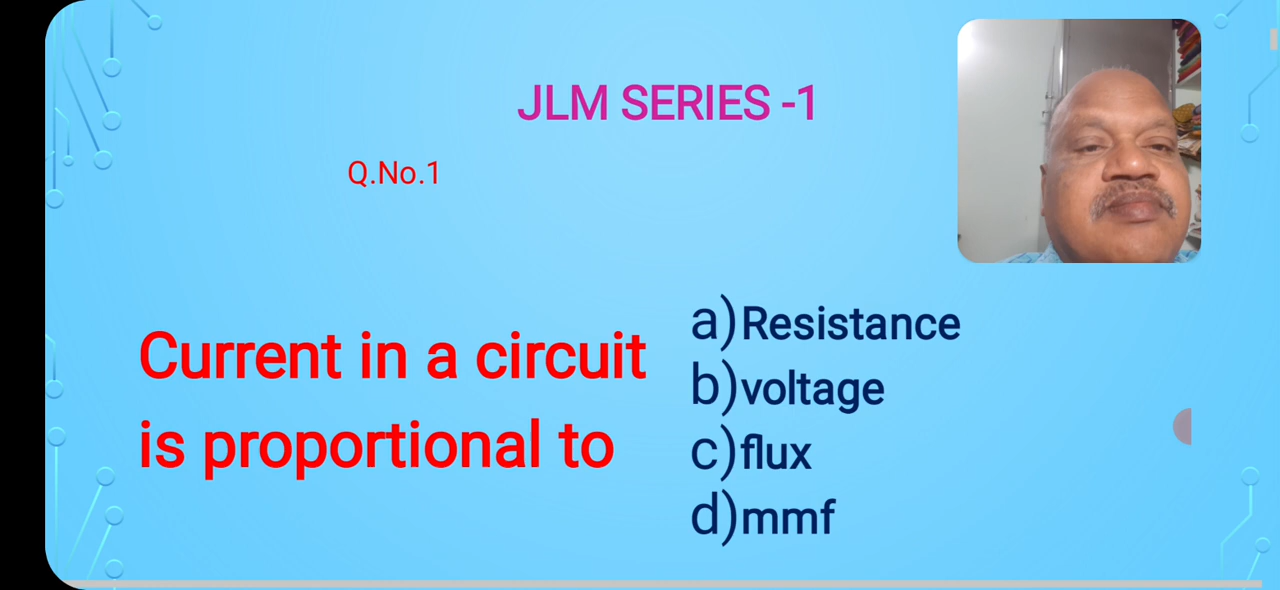 JLM SERIES -1
Q.No.1
Current in a circuit
is proportional to
a)Resistance
b)voltage
c)flux
d)mmf